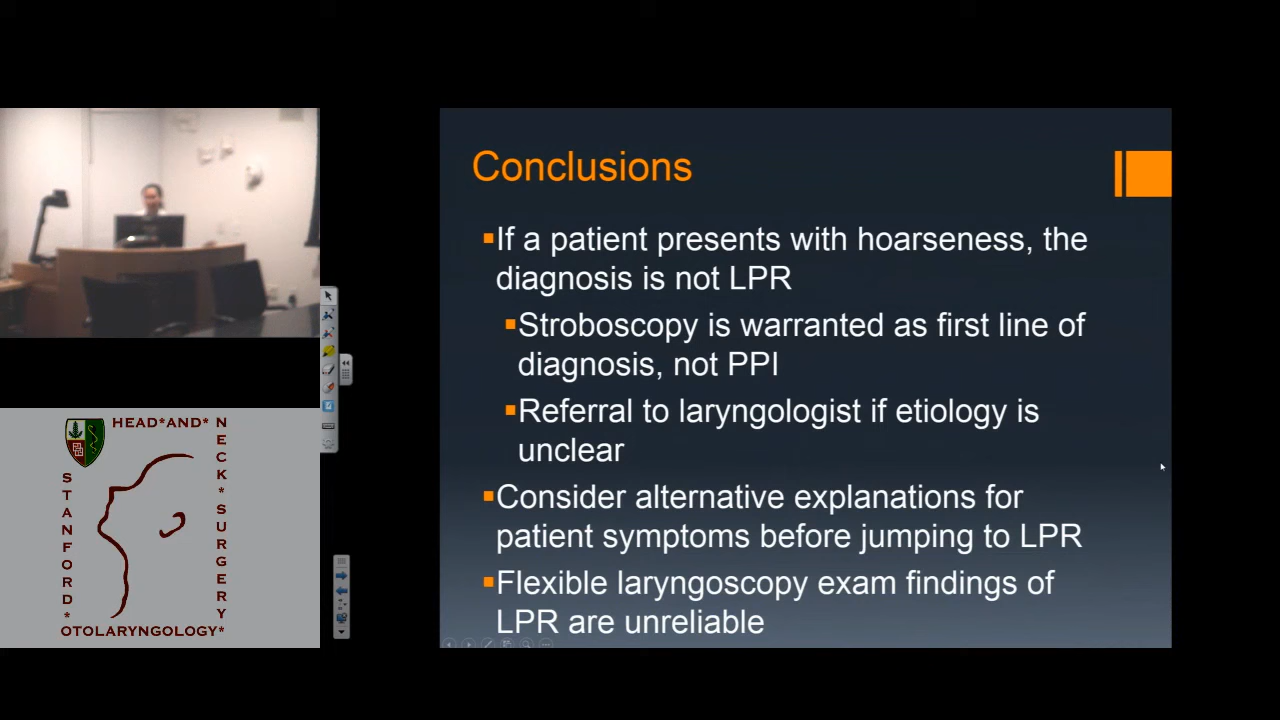 Conclusions
▪If a patient presents with hoarseness, the
diagnosis is not LPR
▪Stroboscopy is warranted as first line of
diagnosis, not PPI
▪Referral to laryngologist if etiology is
unclear
▪Consider alternative explanations for
patient symptoms before jumping to LPR
▪Flexible laryngoscopy exam findings of
LPR are unreliable
HEAD*AND*
NECK*SURGERY*
STANFORD*
OTOLARYNGOLOGY*